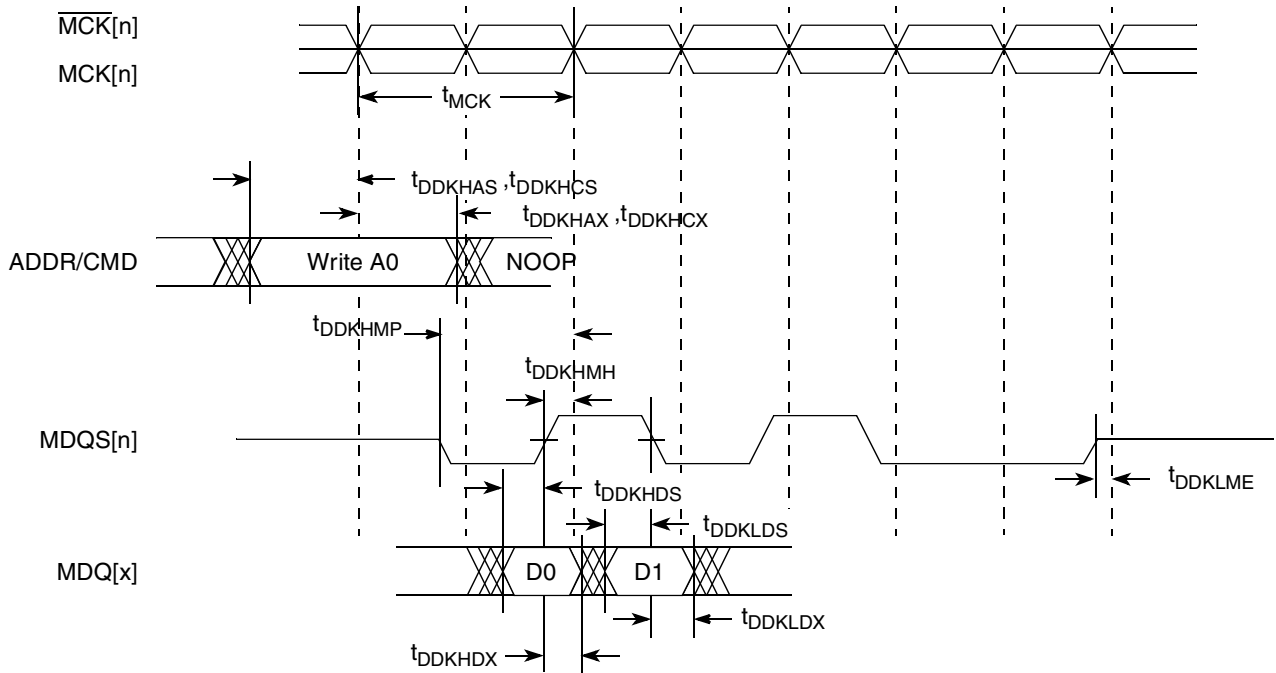 MCK[n]
MCK[n]
tMCK
tDDKHAS ,tDDKHCS
tDDKHAX ,tDDKHCX
ADDR/CMD
Write A0
NOOP
tDDKHMP
tDDKHMH
MDQS[n]
tDDKLME
tDDKHDS
tDDKLDS
MDQ[x]
D0
D1
tDDKLDX
tDDKHDX